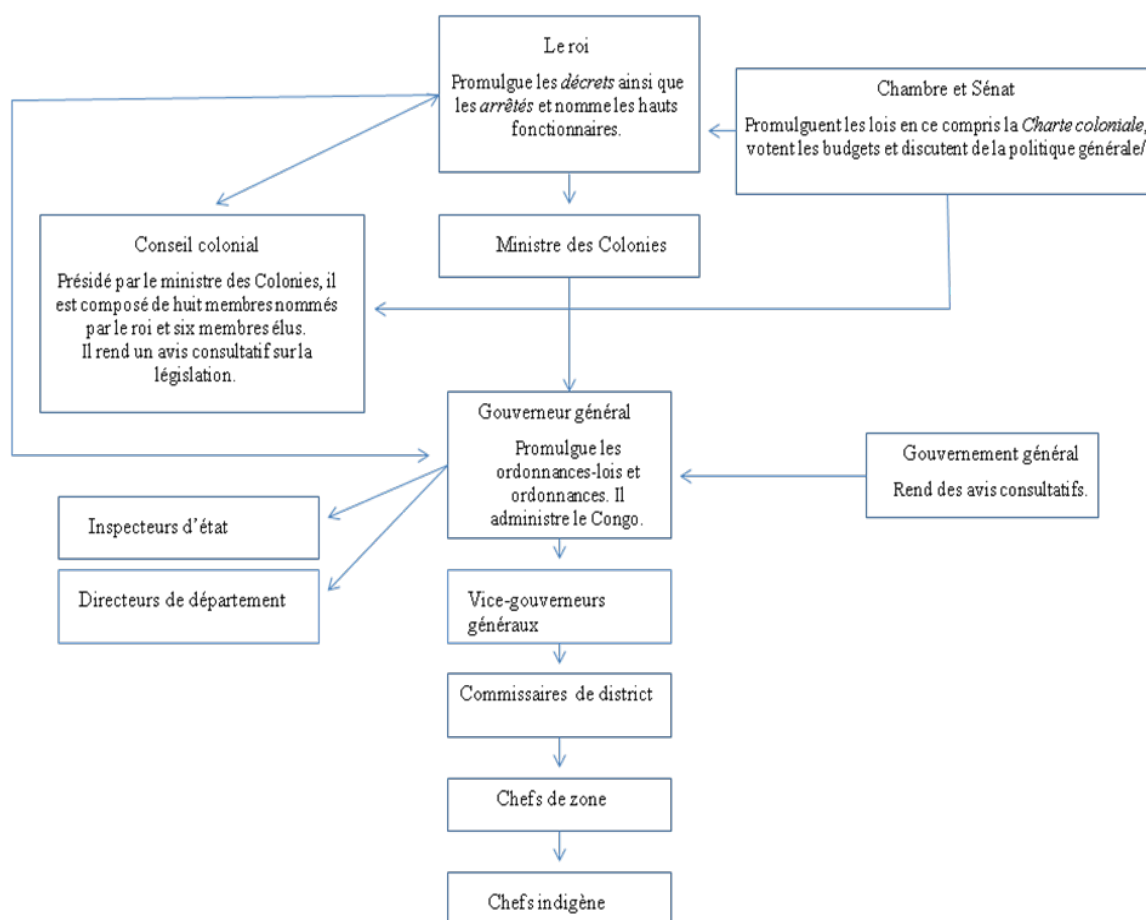 Le roi
Promulgue les décrets ainsi que
les arrêtés et nomme les hauts
fonctionnaires.
Chambre et Sénat
Promulguent les lois en ce compris la Charte coloniale,
votent les budgets et discutent de la politique générale/
Conseil colonial
Présidé par le ministre des Colonies, il
est composé de huit membres nommés
par le roi et six membres élus.
Il rend un avis consultatif sur la
législation.
Ministre des Colonies
Gouverneur général
Promulgue les
ordonnances-lois et
ordonnances. Il
administre le Congo.
Gouvernement général
Rend des avis consultatifs.
Inspecteurs d'état
Directeurs de département
Vice-gouverneurs
généraux
Commissaires de district
Chefs de zone
Chefs indigène